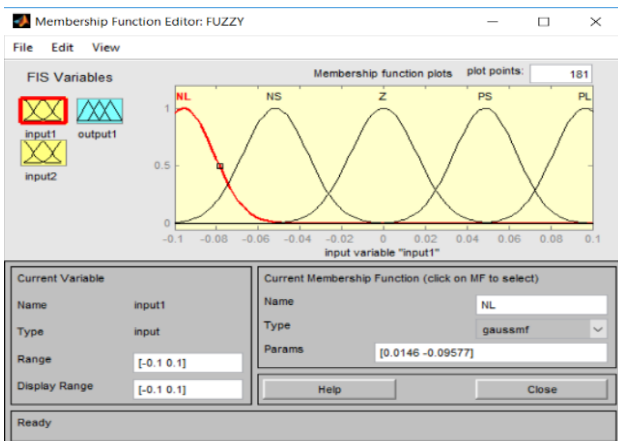 Membership Function Editor: FUZZY
File Edit View
FIS Variables
input1
output1
input2
Membership function plots plot points: 181
NL NS Z PS PL
1
0.5
0
-0.1 -0.08 -0.06 -0.04 -0.02 0 0.02 0.04 0.06 0.08 0.1
input variable "input1"
Current Variable
Name input1
Type input
Range [-0.1 0.1]
Display Range [-0.1 0.1]
Current Membership Function (click on MF to select)
Name NL
Type gaussmf
Params [0.0146 -0.09577]
Help Close
Ready